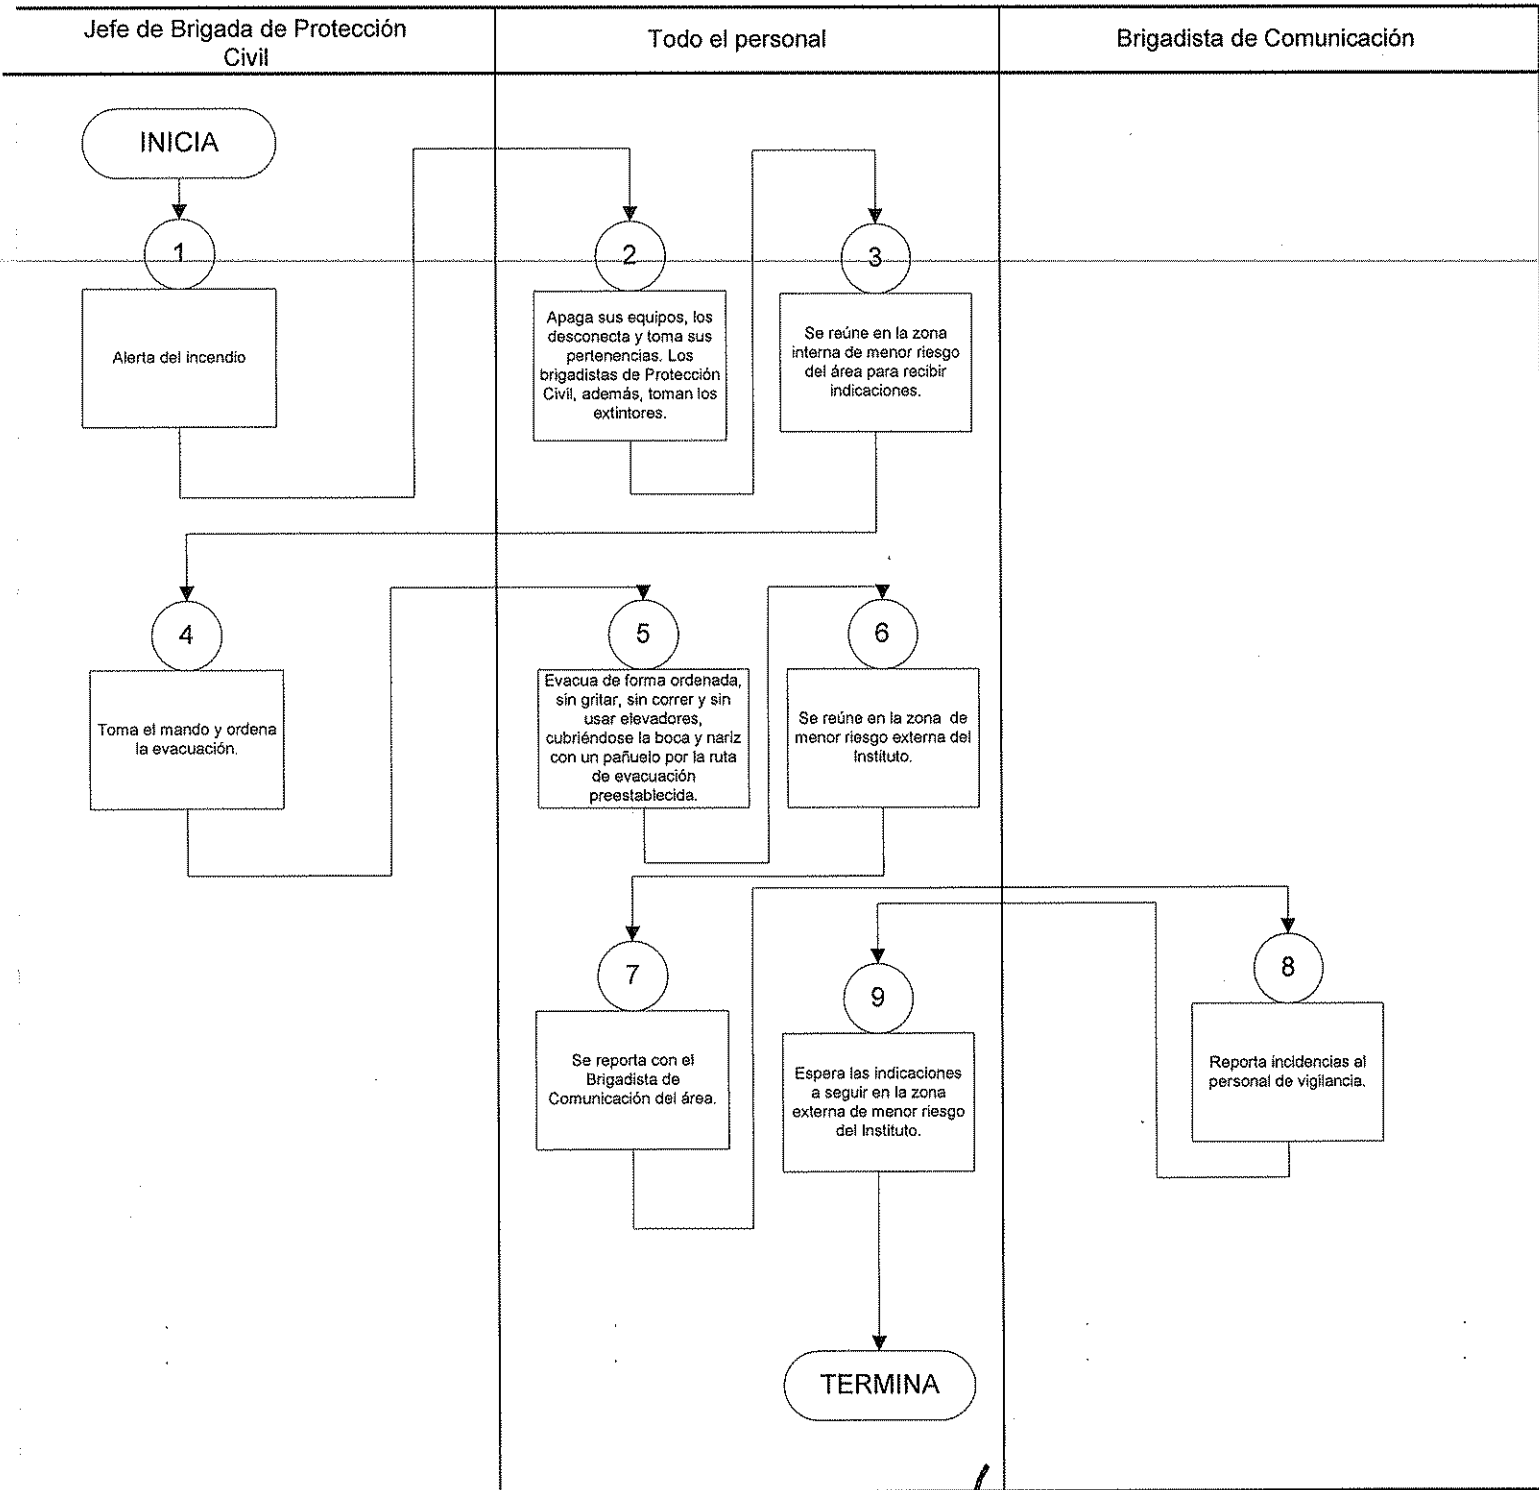 Jefe de Brigada de Protección
Civil
Todo el personal
Brigadista de Comunicación
INICIA
1
Alerta del incendio
2
Apaga sus equipos, los
desconecta y toma sus
pertenencias. Los
brigadistas de Protección
Civil, además, toman los
extintores.
3
Se reúne en la zona
interna de menor riesgo
del área para recibir
indicaciones.
4
Toma el mando y ordena
la evacuación.
5
Evacua de forma ordenada,
sin gritar, sin correr y sin
usar elevadores,
cubriéndose la boca y nariz
con un pañuelo por la ruta
de evacuación
preestablecida.
6
Se reúne en la zona de
menor riesgo externa del
Instituto.
7
Se reporta con el
Brigadista de
Comunicación del área.
8
Reporta incidencias al
personal de vigilancia.
9
Espera las indicaciones
a seguir en la zona
externa de menor riesgo
del Instituto.
TERMINA